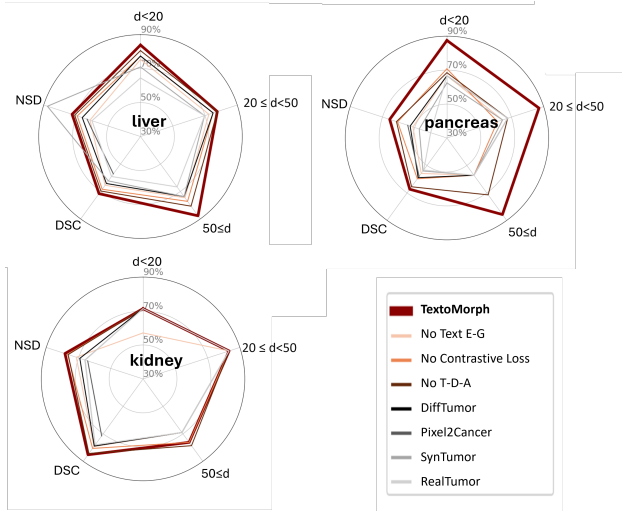 d<20
90%
70%
50%
30%
NSD
20 ≤ d<50
liver
DSC
50≤d
d<20
90%
70%
50%
30%
NSD
20 ≤ d<50
pancreas
DSC
50≤d
d<20
90%
70%
50%
30%
NSD
20 ≤ d<50
kidney
DSC
50≤d
TextoMorph
No Text E-G
No Contrastive Loss
No T-D-A
DiffTumor
Pixel2Cancer
SynTumor
RealTumor